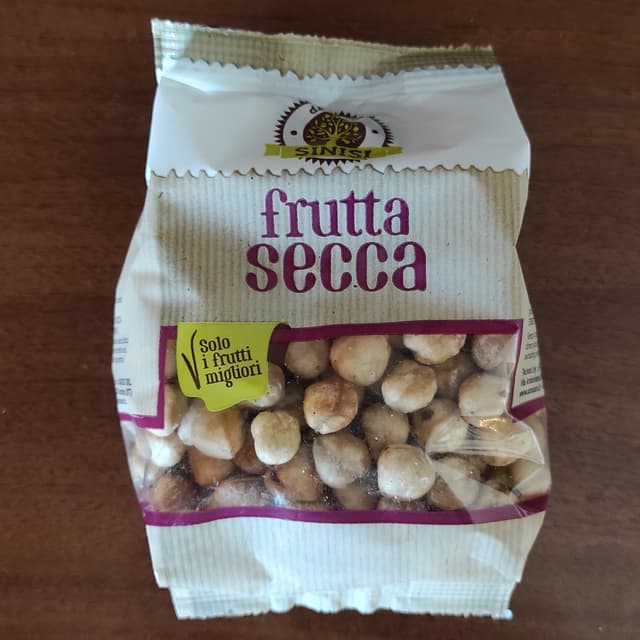 SINISI
frutta
secca
Solo
i frutti
migliori